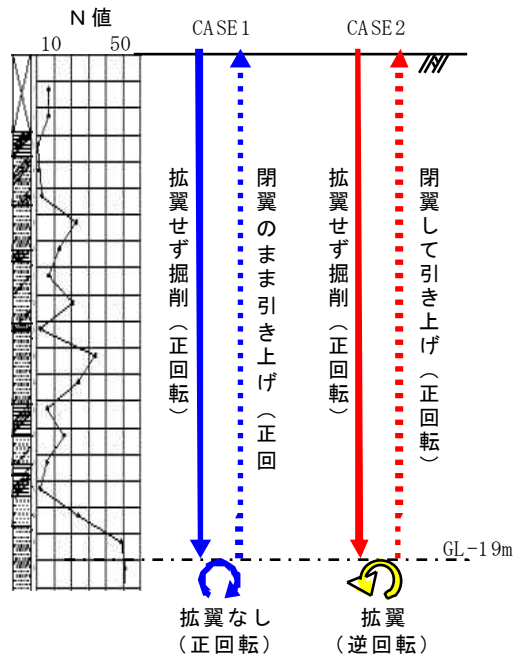 N 値
10 50
CASE1
CASE2
拡翼せず掘削（正回転）
閉翼のまま引き上げ（正回
拡翼せず掘削（正回転）
閉翼して引き上げ（正回転）
GL-19m
拡翼なし
（正回転）
拡翼
（逆回転）